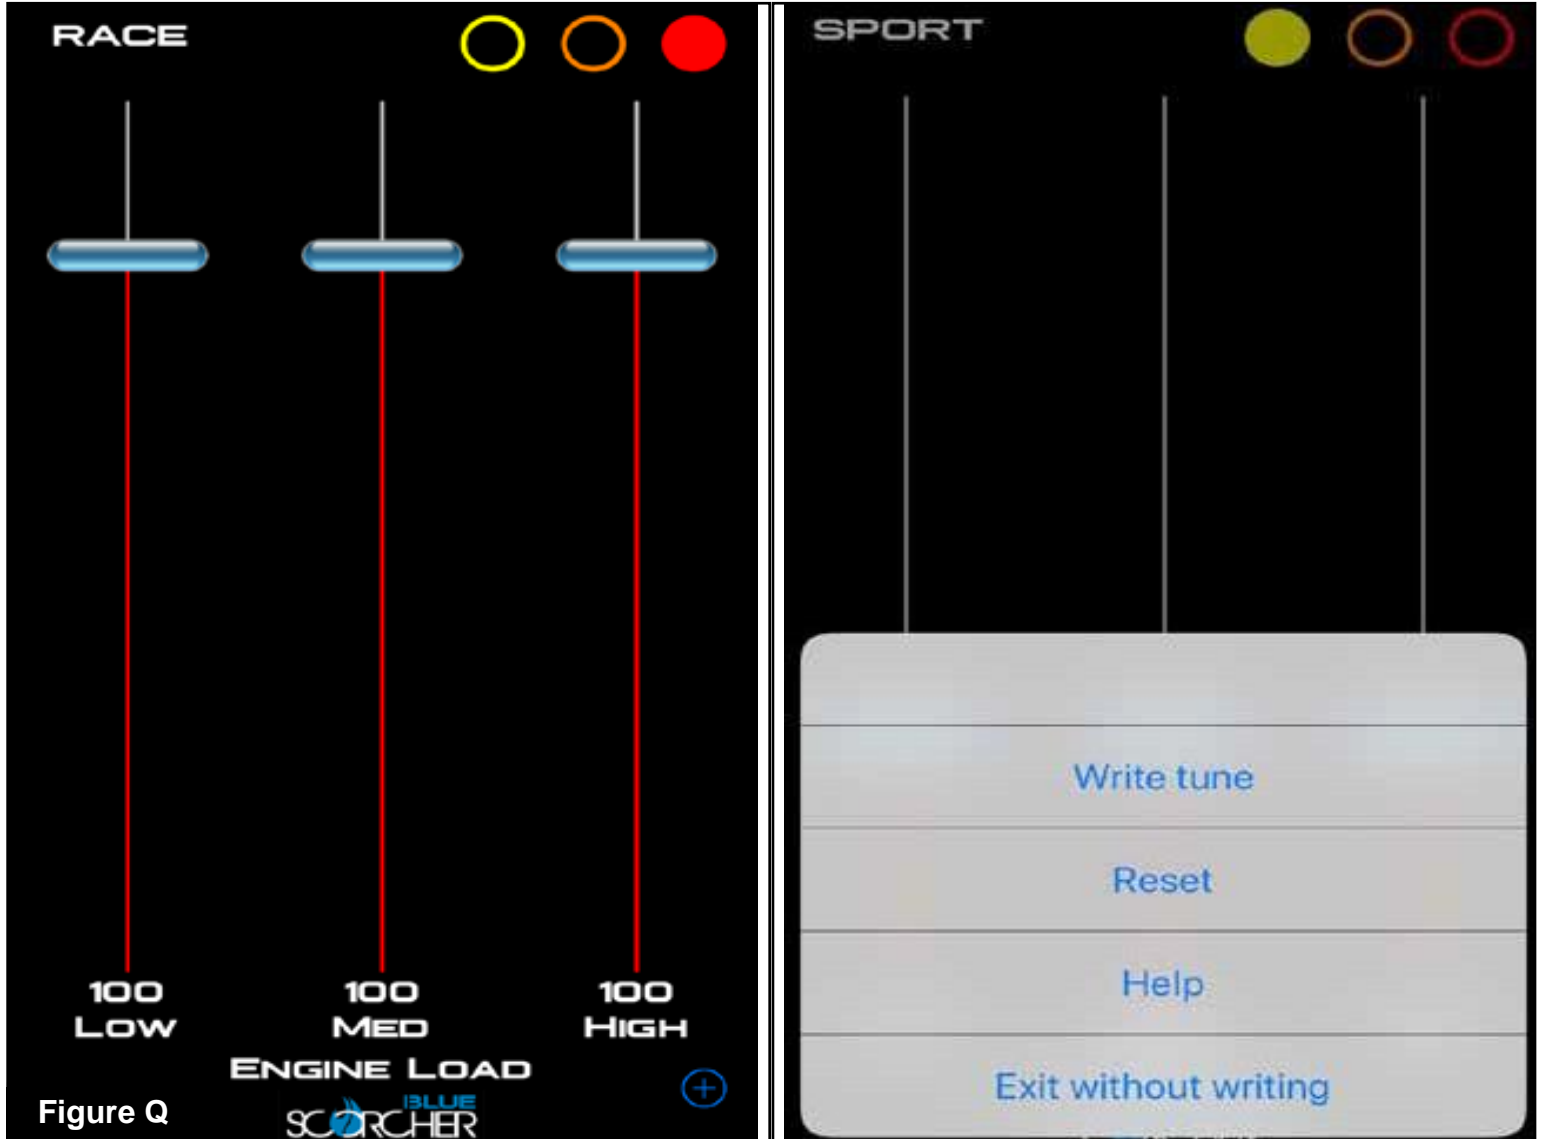 RACE
100 100 100
LOW MED HIGH
ENGINE LOAD
Figure Q
BLUE
SCORCHER
SPORT
Write tune
Reset
Help
Exit without writing